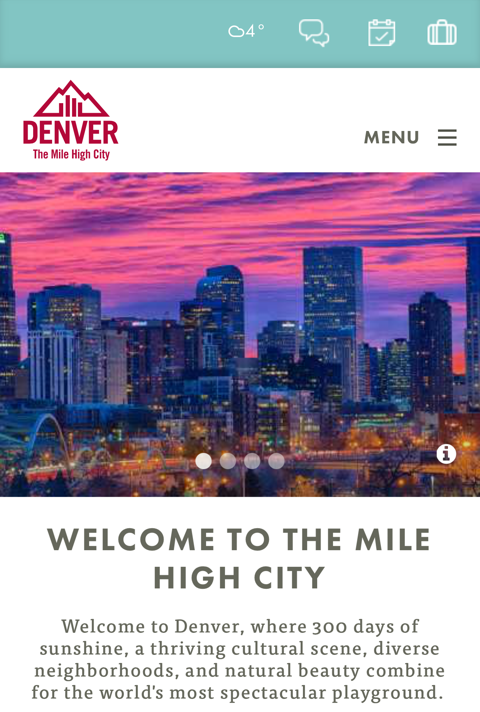 4°
DENVER
The Mile High City
MENU
WELCOME TO THE MILE
HIGH CITY
Welcome to Denver, where 300 days of
sunshine, a thriving cultural scene, diverse
neighborhoods, and natural beauty combine
for the world's most spectacular playground.